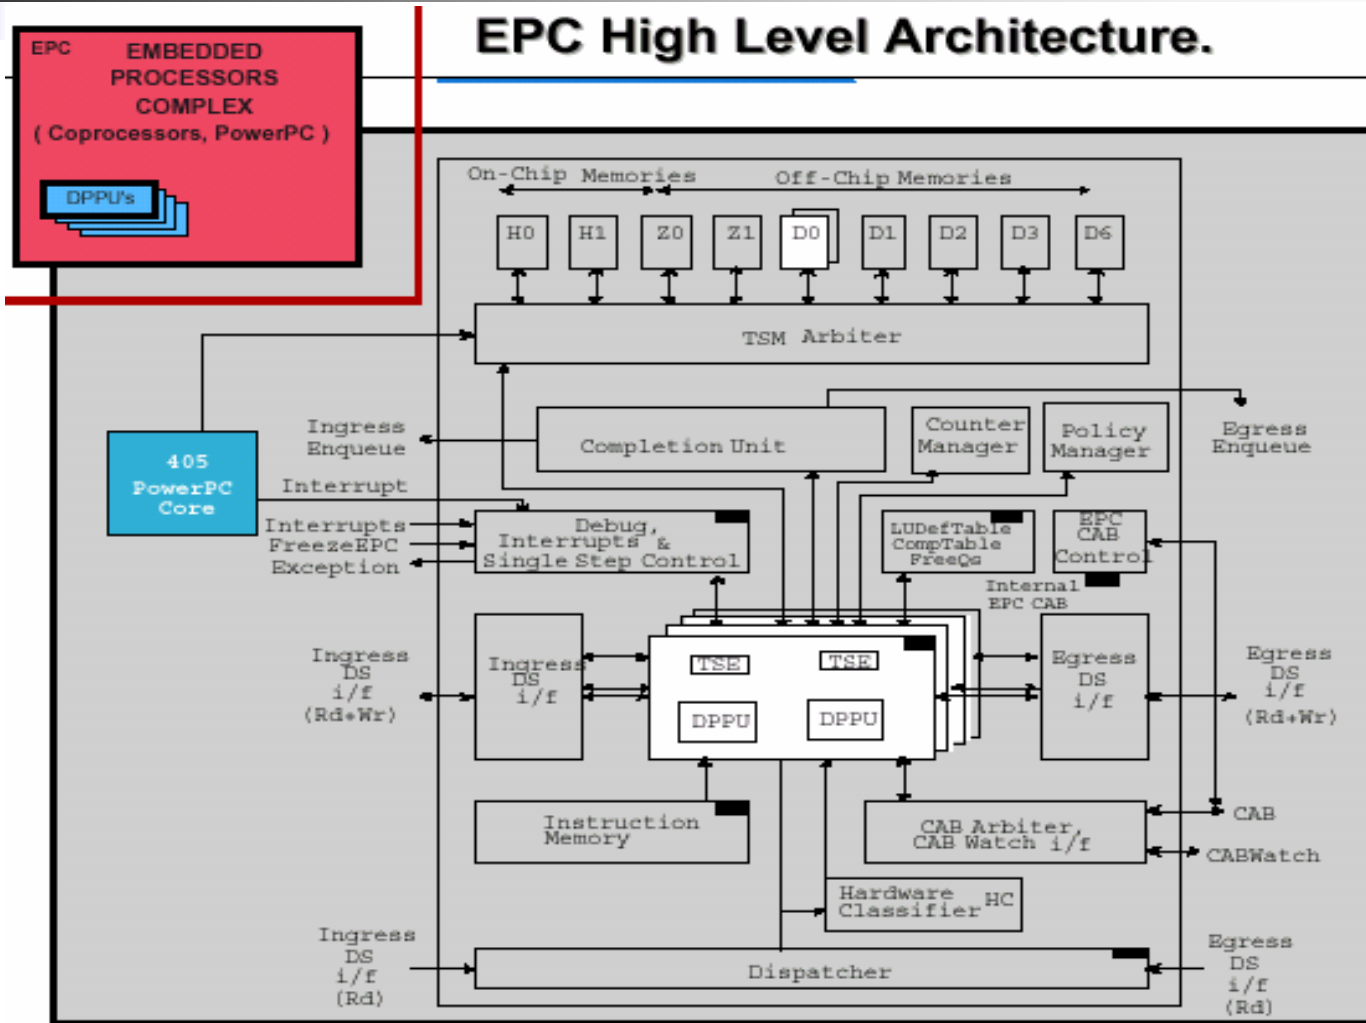 EPC High Level Architecture.
EPC
EMBEDDED
PROCESSORS
COMPLEX
( Coprocessors, PowerPC )
DPPU's
On-Chip Memories
Off-Chip Memories
H0
H1
Z0
Z1
D0
D1
D2
D3
D6
TSM Arbiter
Ingress
Enqueue
Completion Unit
Counter
Manager
Policy
Manager
Egress
Enqueue
405
PowerPC
Core
Interrupt
Interrupts
FreezeEPC
Exception
Debug,
Interrupts &
Single Step Control
LUDefTable
CompTable
FreeQs
EPC
CAB
Control
Internal
EPC CAB
Ingress
DS
i/f
(Rd+Wr)
Ingress
DS
i/f
TSE
TSE
DPPU
DPPU
Egress
DS
i/f
Egress
DS
i/f
(Rd+Wr)
Instruction
Memory
CAB Arbiter,
CAB Watch i/f
CAB
CABWatch
Hardware
Classifier
HC
Ingress
DS
i/f
(Rd)
Dispatcher
Egress
DS
i/f
(Rd)